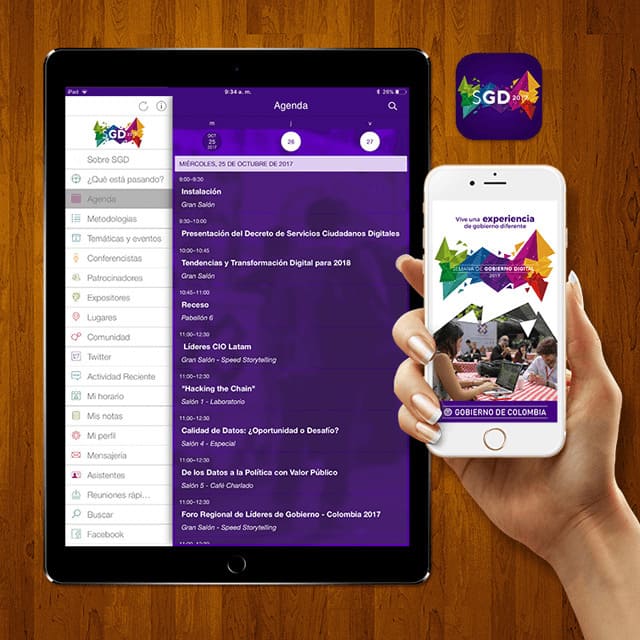 iPad
9:34 a. m.
26%
Agenda
SGD 2017
m
j
v
OCT
25
2017
26
27
Sobre SGD
¿Qué está pasando?
Agenda
Metodologías
Temáticas y eventos
Conferencistas
Patrocinadores
Expositores
Lugares
Comunidad
Twitter
Actividad Reciente
Mi horario
Mis notas
Mi perfil
Mensajería
Asistentes
Reuniones rápi...
Buscar
Facebook
MIÉRCOLES, 25 DE OCTUBRE DE 2017
9:00–9:30
Instalación
Gran Salón
9:30–10:00
Presentación del Decreto de Servicios Ciudadanos Digitales
Gran Salón
10:00–10:45
Tendencias y Transformación Digital para 2018
Gran Salón
10:45–11:00
Receso
Pabellón 6
11:00–12:30
Líderes CIO Latam
Gran Salón - Speed Storytelling
11:00–12:30
"Hacking the Chain"
Salón 1 - Laboratorio
11:00–12:30
Calidad de Datos: ¿Oportunidad o Desafío?
Salón 4 - Especial
11:00–12:30
De los Datos a la Política con Valor Público
Salón 5 - Café Charlado
11:00–12:30
Foro Regional de Líderes de Gobierno - Colombia 2017
Gran Salón - Speed Storytelling
11:00–12:30
SGD 2017
Vive una experiencia
de gobierno diferente
SEMANA DE GOBIERNO DIGITAL
2017
GOBIERNO DE COLOMBIA